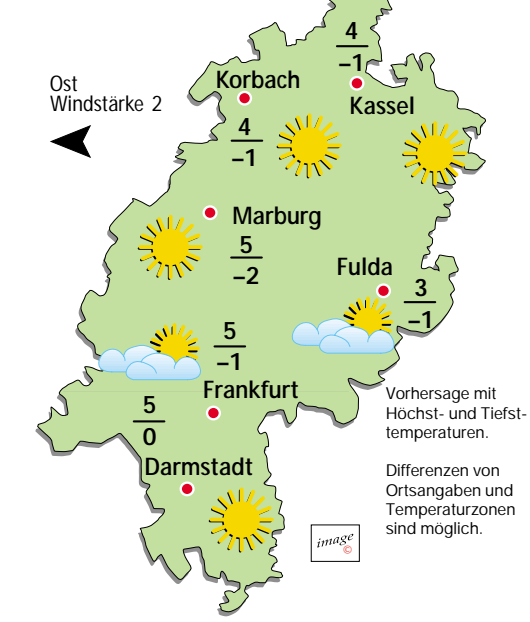 4
–1
Korbach
Ost
Windstärke 2
Kassel
4
–1
Marburg
5
–2
Fulda
3
–1
5
–1
Frankfurt
5
0
Vorhersage mit
Höchst- und Tiefst-
temperaturen.
Darmstadt
Differenzen von
Ortsangaben und
Temperaturzonen
sind möglich.
image
©